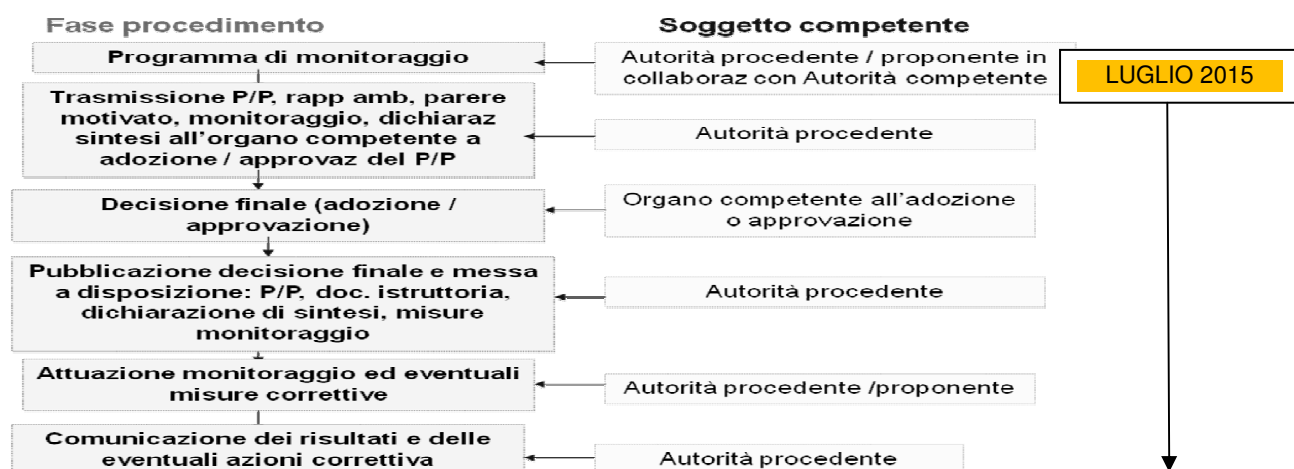 Fase procedimento
Soggetto competente
Programma di monitoraggio
Autorità procedente / proponente in
collaboraz con Autorità competente
LUGLIO 2015
Trasmissione P/P, rapp amb, parere
motivato, monitoraggio, dichiaraz
sintesi all'organo competente a
adozione / approvaz del P/P
Autorità procedente
Decisione finale (adozione /
approvazione)
Organo competente all'adozione
o approvazione
Pubblicazione decisione finale e messa
a disposizione: P/P, doc. istruttoria,
dichiarazione di sintesi, misure
monitoraggio
Autorità procedente
Attuazione monitoraggio ed eventuali
misure correttive
Autorità procedente /proponente
Comunicazione dei risultati e delle
eventuali azioni correttiva
Autorità procedente